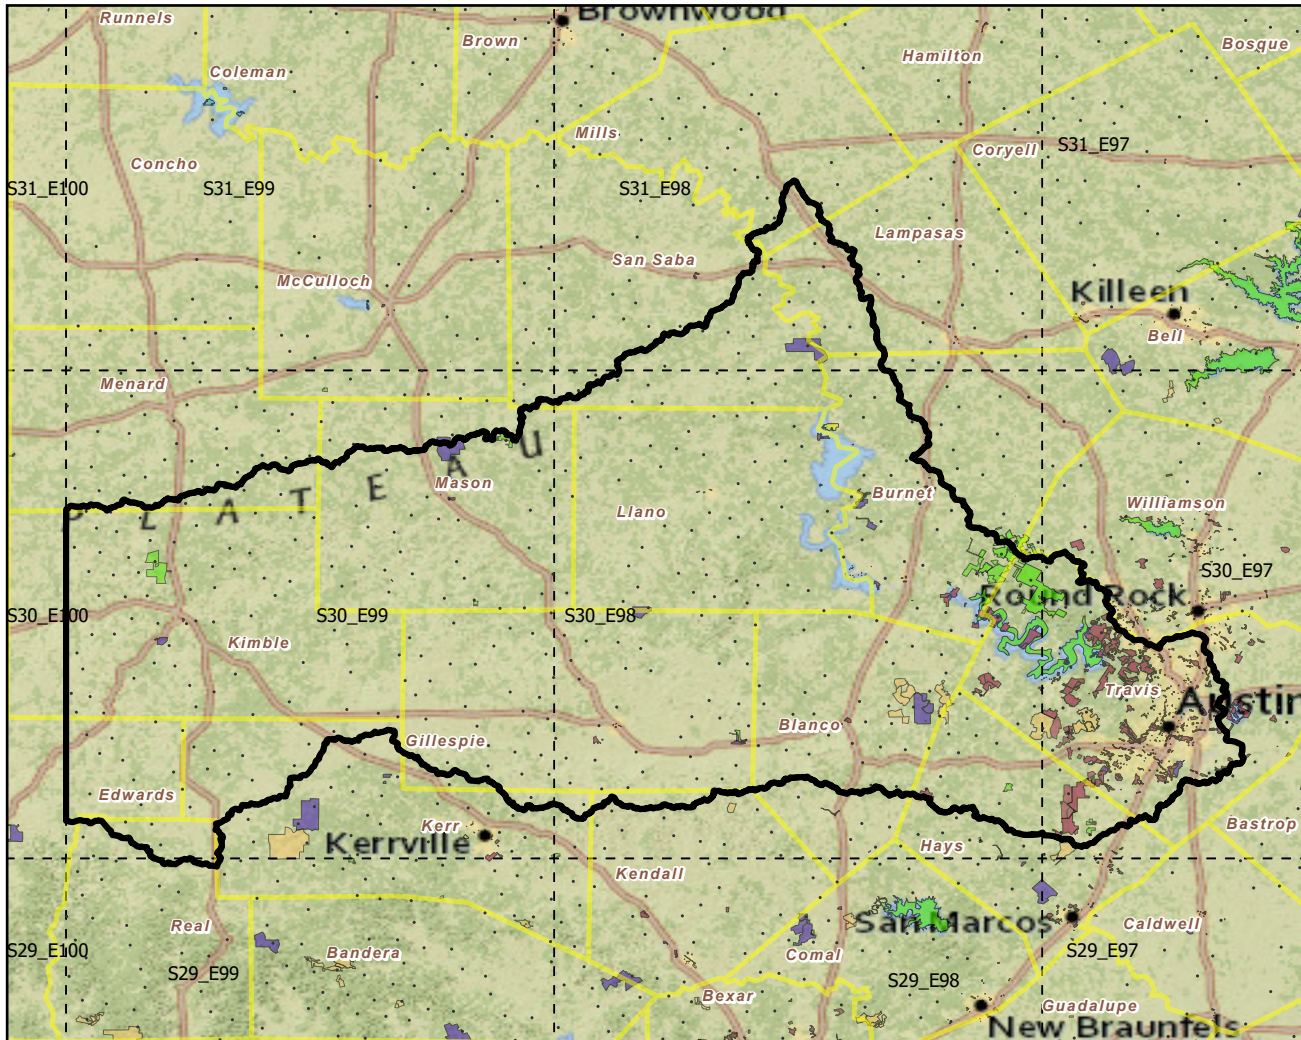 Brownwood
Runnels
Brown
Hamilton
Bosque
Coleman
Mills
Coryell
S31_E97
Concho
S31_E100
S31_E99
S31_E98
Lampasas
San Saba
McCulloch
Killeen
Bell
Menard
P L A T E A U
Mason
Burnet
Llano
Williamson
S30_E97
Round Rock
S30_E100
S30_E99
S30_E98
Kimble
Travis
Austin
Blanco
Gillespie
Edwards
Kerr
Kerrville
Bastrop
Hays
Kendall
San Marcos
Caldwell
Real
Bandera
S29_E100
S29_E99
S29_E97
Comal
S29_E98
Bexar
Guadalupe
New Braunfels